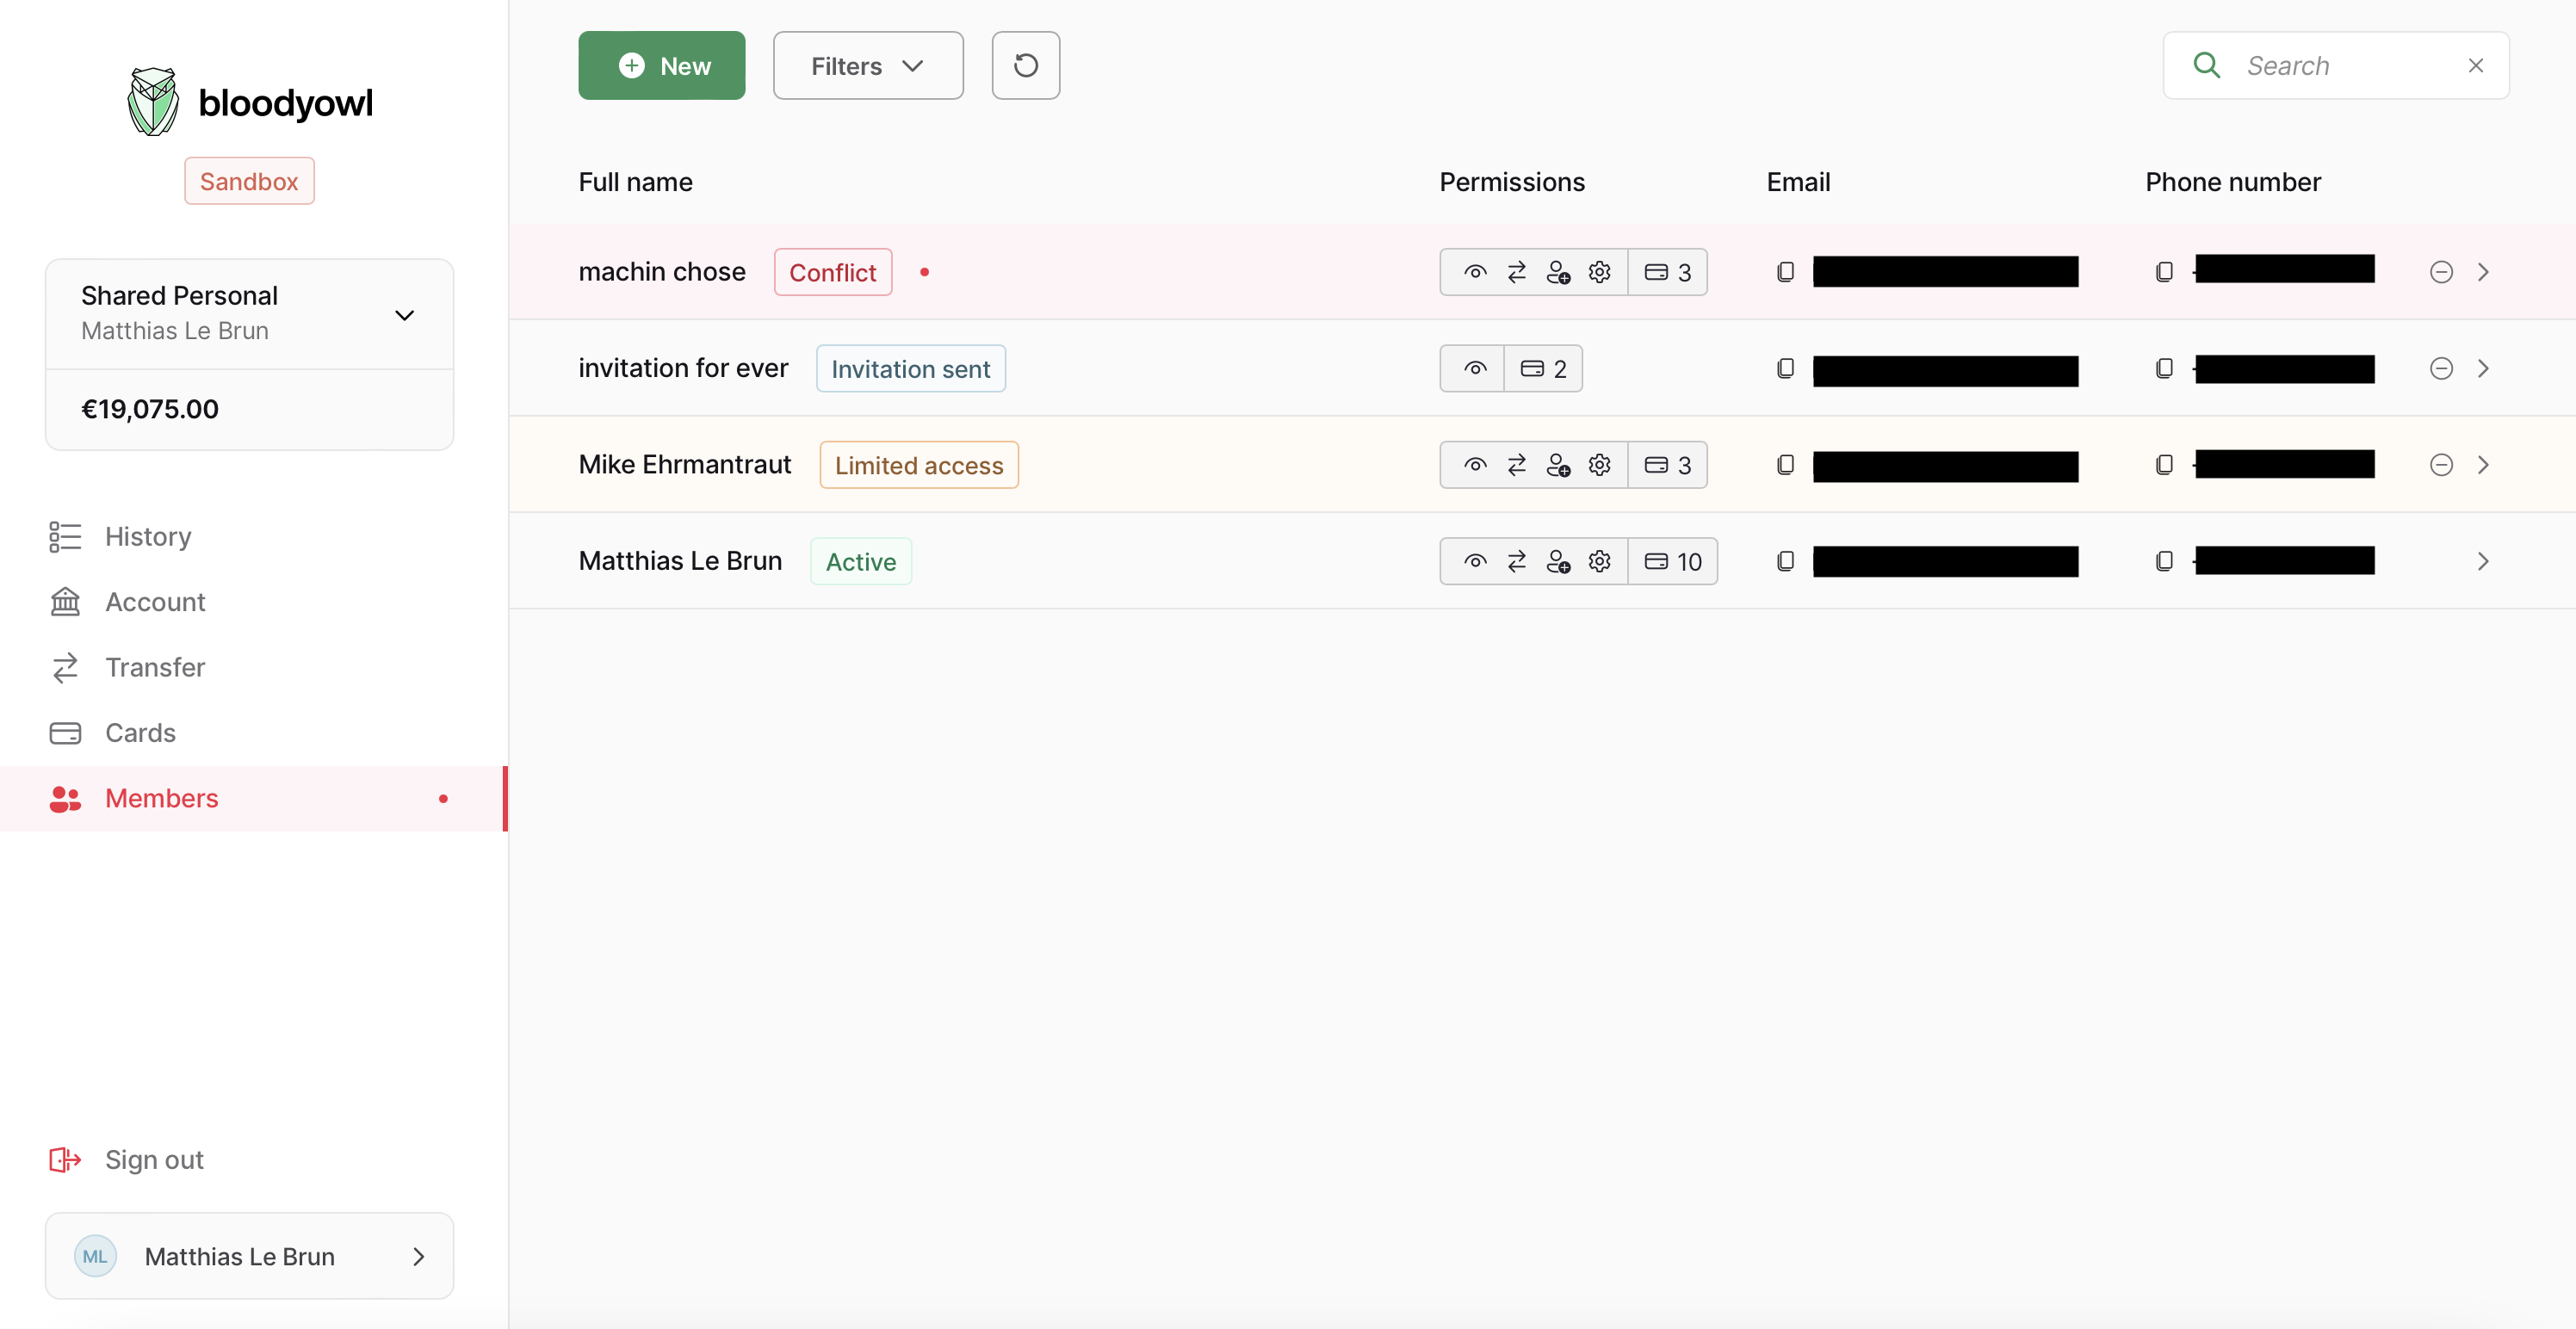 bloodyowl
Sandbox
Shared Personal
Matthias Le Brun
€19,075.00
History
Account
Transfer
Cards
Members
Sign out
ML Matthias Le Brun
New Filters Search
Full name Permissions Email Phone number
machin chose Conflict 3
invitation for ever Invitation sent 2
Mike Ehrmantraut Limited access 3
Matthias Le Brun Active 10